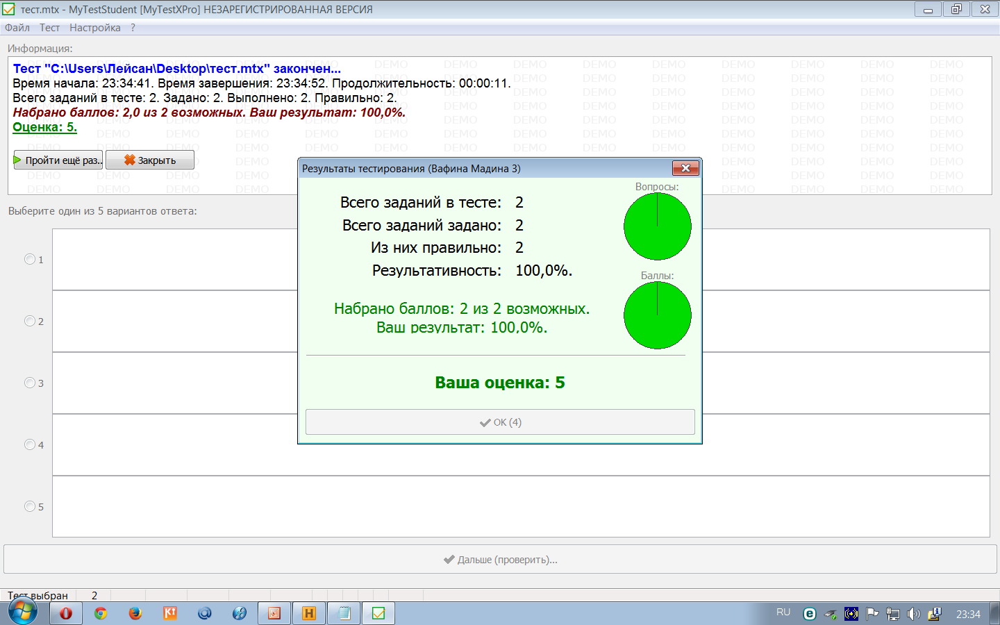 тест.mtx - MyTestStudent [MyTestXPro] НЕЗАРЕГИСТРИРОВАННАЯ ВЕРСИЯ
Файл Тест Настройка ?
Информация:
Тест "C:\Users\Лейсан\Desktop\тест.mtx" закончен...
Время начала: 23:34:41. Время завершения: 23:34:52. Продолжительность: 00:00:11.
Всего заданий в тесте: 2. Задано: 2. Выполнено: 2. Правильно: 2.
Набрано баллов: 2,0 из 2 возможных. Ваш результат: 100,0%.
Оценка: 5.
Пройти ещё раз.. Закрыть
Результаты тестирования (Вафина Мадина 3)
Вопросы:
Всего заданий в тесте: 2
Всего заданий задано: 2
Из них правильно: 2
Результативность: 100,0%.
Баллы:
Набрано баллов: 2 из 2 возможных.
Ваш результат: 100,0%.
Ваша оценка: 5
OK (4)
Выберите один из 5 вариантов ответа:
1
2
3
4
5
Дальше (проверить)...
Тест выбран 2
RU 23:34